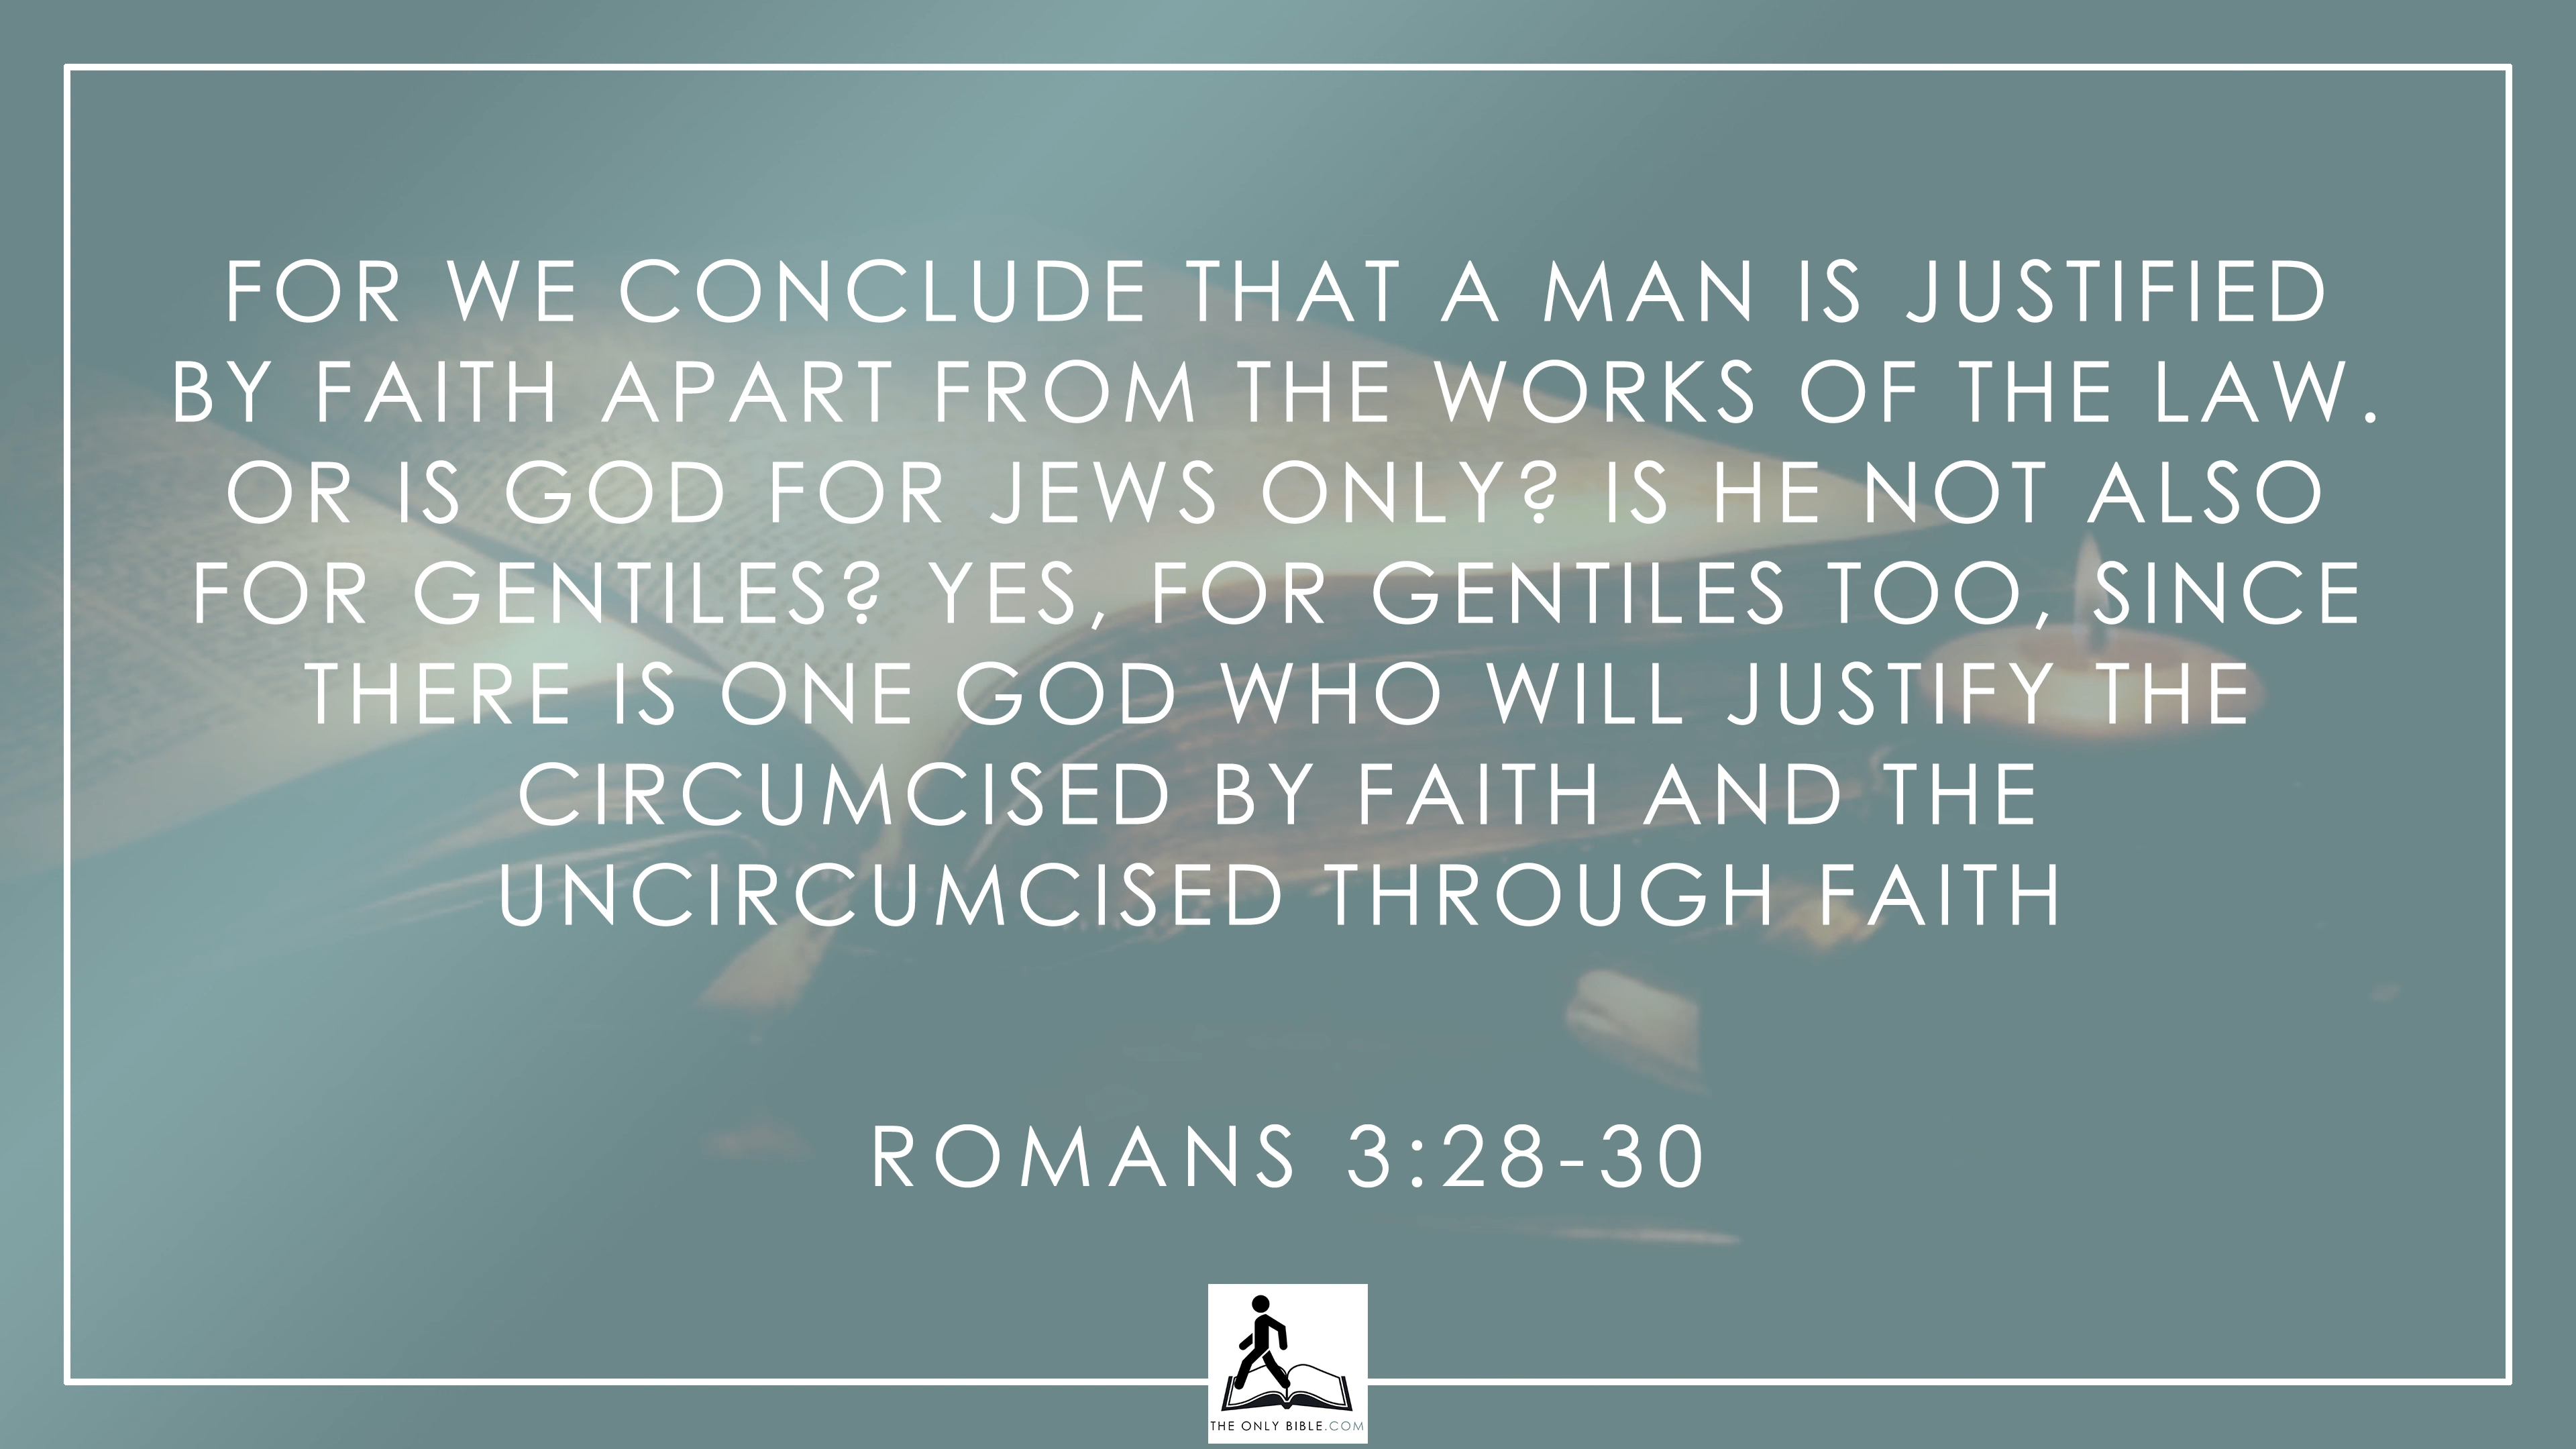 FOR WE CONCLUDE THAT A MAN IS JUSTIFIED
BY FAITH APART FROM THE WORKS OF THE LAW.
OR IS GOD FOR JEWS ONLY? IS HE NOT ALSO
FOR GENTILES? YES, FOR GENTILES TOO, SINCE
THERE IS ONE GOD WHO WILL JUSTIFY THE
CIRCUMCISED BY FAITH AND THE
UNCIRCUMCISED THROUGH FAITH
ROMANS 3:28-30
THE ONLY BIBLE.COM